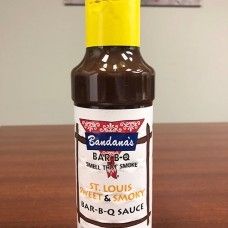 Bandana's
BAR-B-Q
SMELL THAT SMOKE
ST. LOUIS
SWEET & SMOKY
BAR-B-Q SAUCE